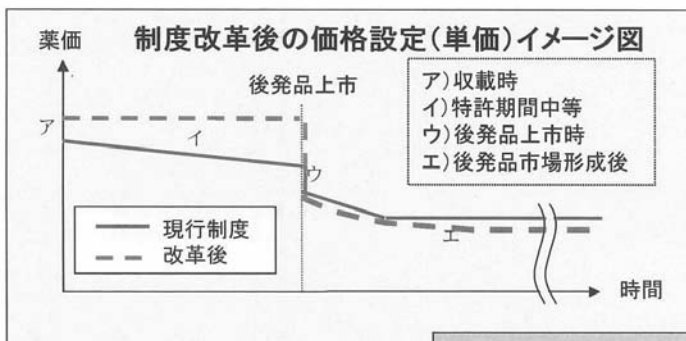 制度改革後の価格設定(単価)イメージ図
薬価
後発品上市
ア)収載時
イ)特許期間中等
ウ)後発品上市時
エ)後発品市場形成後
ア
イ
ウ
エ
現行制度
改革後
時間